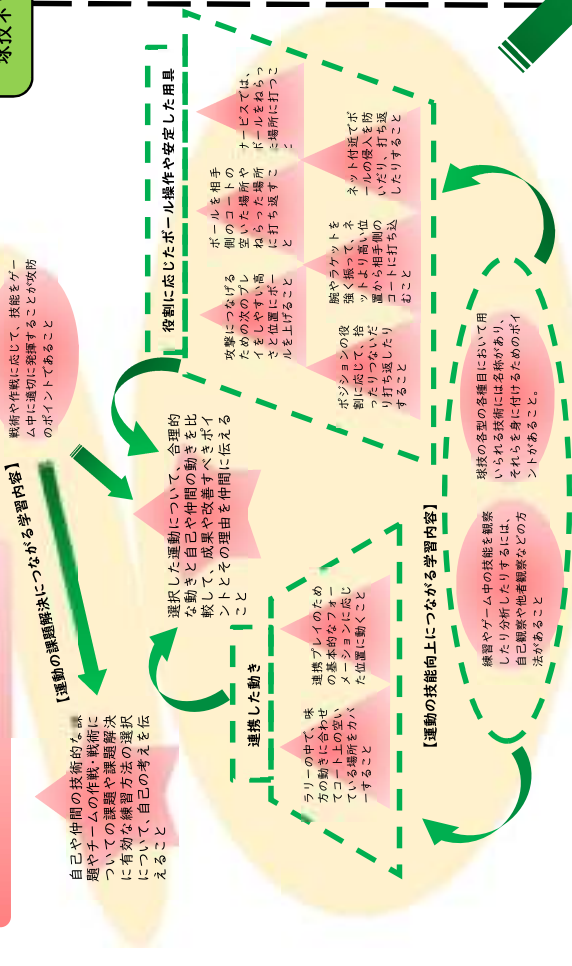 球技ネ
戦術や作戦に応じて、技能をゲー
ム中に適切に発揮することが攻防
のポイントであること
【運動の課題解決につながる学習内容】
自己や仲間の技術的な課
題やチームの作戦・戦術に
ついての課題や課題解決
に有効な練習方法の選択
について、自己の考えを伝
えること
選択した運動について、合理的
な動きと自己や仲間の動きを比
較して、成果や改善すべきポイ
ントとその理由を仲間に伝える
こと
役割に応じたボール操作や安定した用具
サービスでは、
ボールをねらっ
た場所に打つこ
と
ボールを相手
側のコートの
空いた場所や
ねらった場所
に打ち返すこ
と
攻撃につなげる
ための次のプレ
イをしやすい高
さと位置にボー
ルを上げること
ネット付近でボ
ールの侵入を防
いだり、打ち返
したりすること
腕やラケットを
強く振って、ネ
ットより高い位
置から相手側の
コートに打ち込
むこと
ポジションの役
割に応じて、拾
ったりつないだ
り打ち返したり
すること
連携した動き
連携プレイのため
の基本的なフォー
メーションに応じ
た位置に動くこと
ラリーの中で、味
方の動きに合わせ
てコート上の空い
ている場所をカバ
ーすること
【運動の技能向上につながる学習内容】
球技の各型の各種目において用
いられる技術には名称があり、
それらを身に付けるためのポイ
ントがあること。
練習やゲーム中の技能を観察
したり分析したりするには、
自己観察や他者観察などの方
法があること